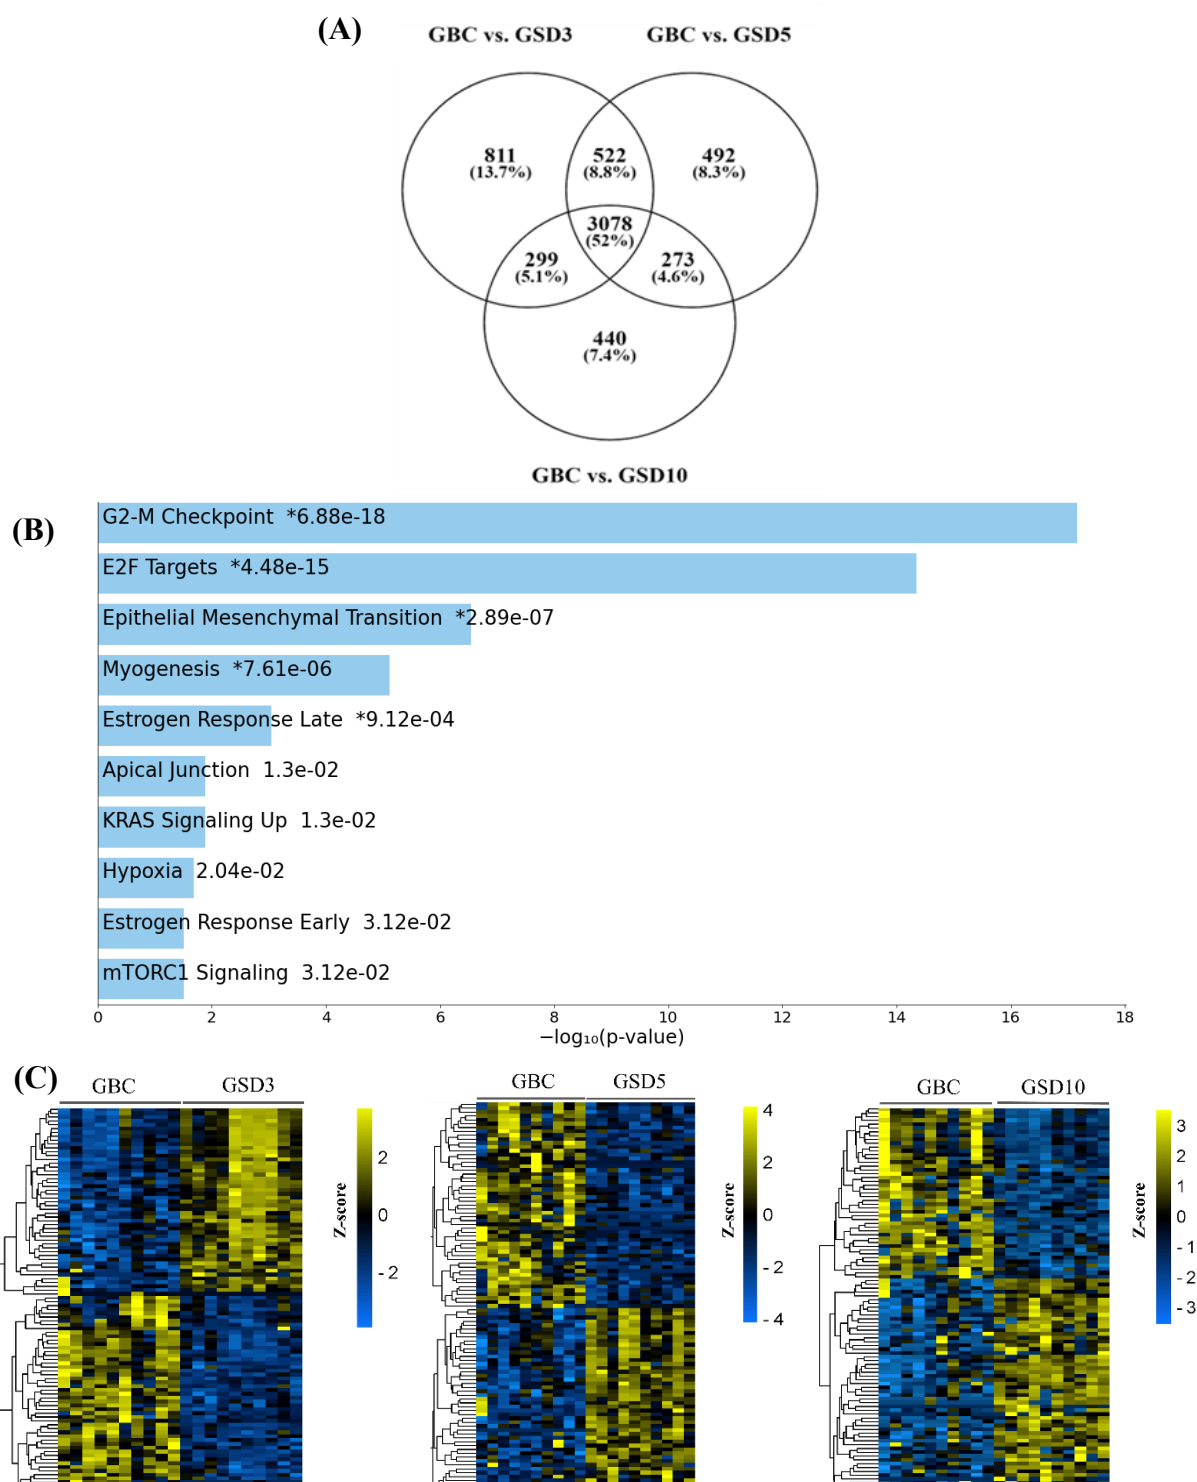 (A)
GBC vs. GSD3 GBC vs. GSD5
811 522 492
(13.7%) (8.8%) (8.3%)
3078
(52%)
299 273
(5.1%) (4.6%)
440
(7.4%)
GBC vs. GSD10
(B)
G2-M Checkpoint *6.88e-18
E2F Targets *4.48e-15
Epithelial Mesenchymal Transition *2.89e-07
Myogenesis *7.61e-06
Estrogen Response Late *9.12e-04
Apical Junction 1.3e-02
KRAS Signaling Up 1.3e-02
Hypoxia 2.04e-02
Estrogen Response Early 3.12e-02
mTORC1 Signaling 3.12e-02
0 2 4 6 8 10 12 14 16 18
−log₁₀(p-value)
(C)
GBC GSD3
2
0
-2
Z-score
GBC GSD5
4
2
0
-2
-4
Z-score
GBC GSD10
3
2
1
0
-1
-2
-3
Z-score